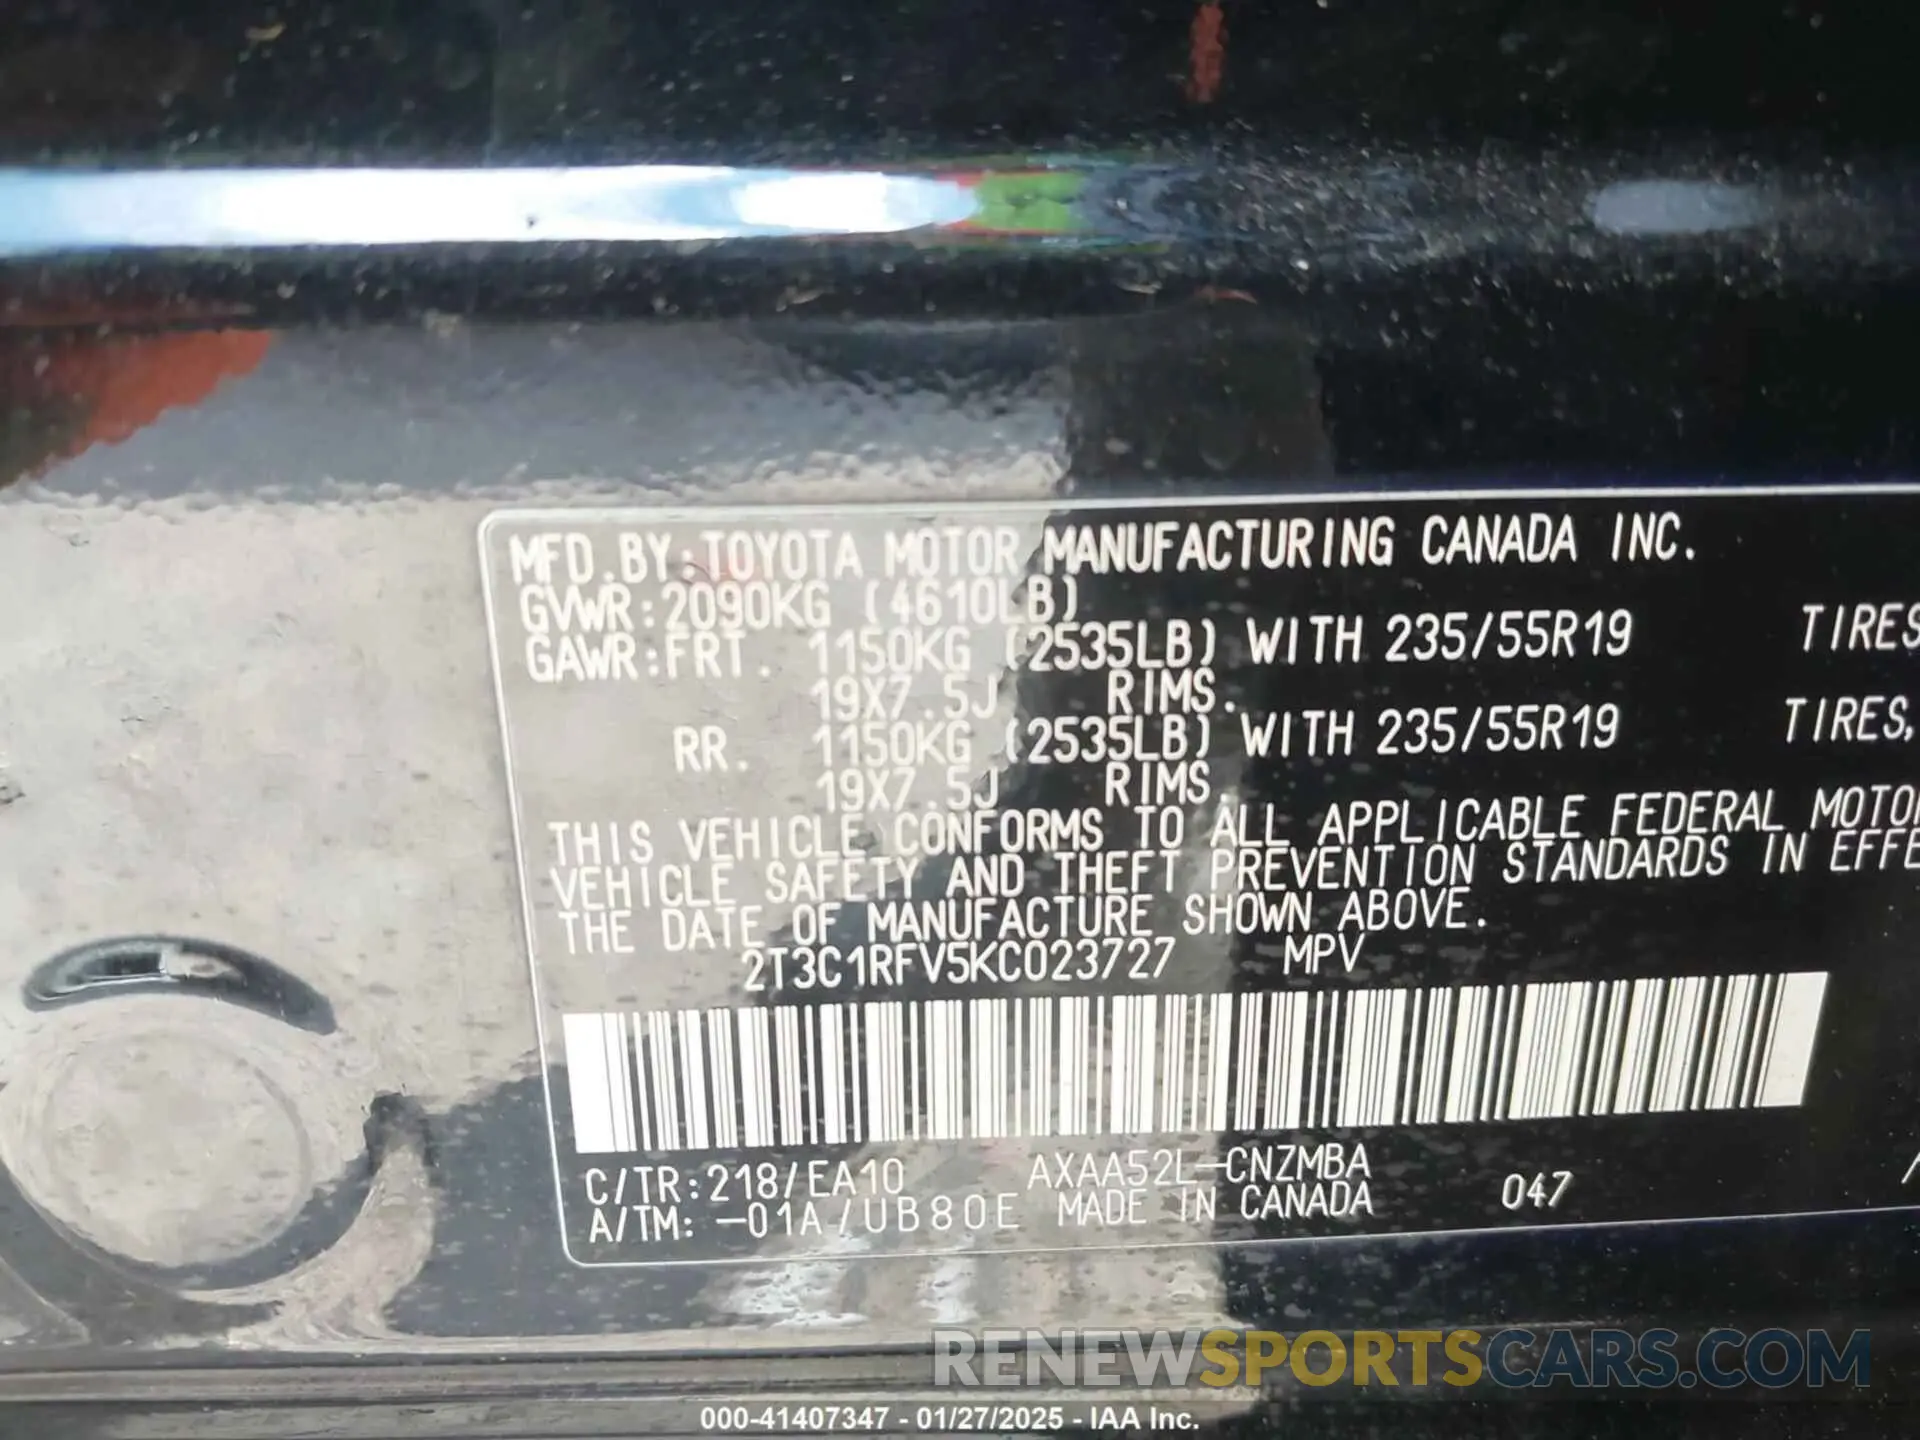 MFD.BY:TOYOTA MOTOR MANUFACTURING CANADA INC.
GVWR:2090KG (4610LB)
GAWR:FRT. 1150KG (2535LB) WITH 235/55R19 TIRES
19X7.5J RIMS.
RR. 1150KG (2535LB) WITH 235/55R19 TIRES,
19X7.5J RIMS.
THIS VEHICLE CONFORMS TO ALL APPLICABLE FEDERAL MOTOR
VEHICLE SAFETY AND THEFT PREVENTION STANDARDS IN EFFE
THE DATE OF MANUFACTURE SHOWN ABOVE.
2T3C1RFV5KC023727 MPV
C/TR:218/EA10 AXAA52L-CNZMBA 047
A/TM: -01A/UB80E MADE IN CANADA
RENEWSPORTSCARS.COM
000-41407347 - 01/27/2025 - IAA Inc.